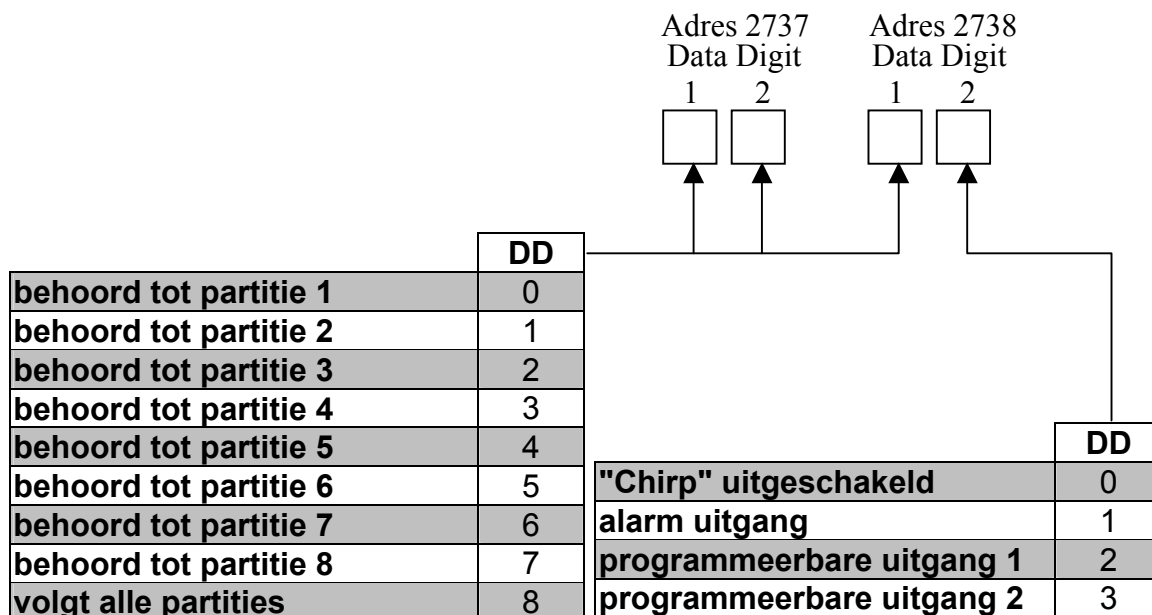 Adres 2737 Adres 2738
Data Digit Data Digit
1 2 1 2
DD
behoord tot partitie 1 0
behoord tot partitie 2 1
behoord tot partitie 3 2
behoord tot partitie 4 3
behoord tot partitie 5 4
behoord tot partitie 6 5
behoord tot partitie 7 6
behoord tot partitie 8 7
volgt alle partities 8
DD
"Chirp" uitgeschakeld 0
alarm uitgang 1
programmeerbare uitgang 1 2
programmeerbare uitgang 2 3